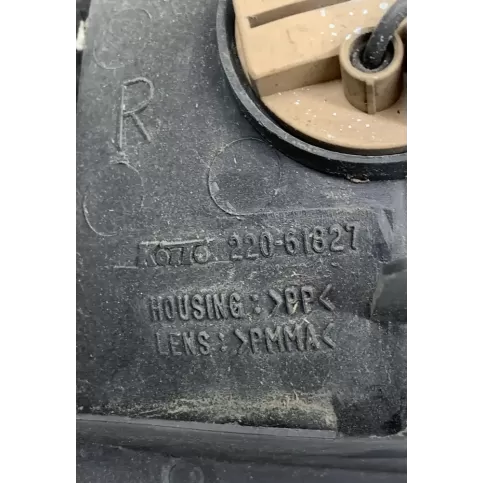 R
KOITO 220-61827
HOUSING:>PP<
LENS:>PMMA<